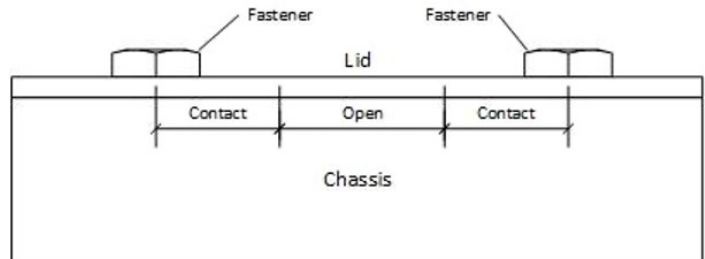 Fastener Fastener
Lid
Contact Open Contact
Chassis